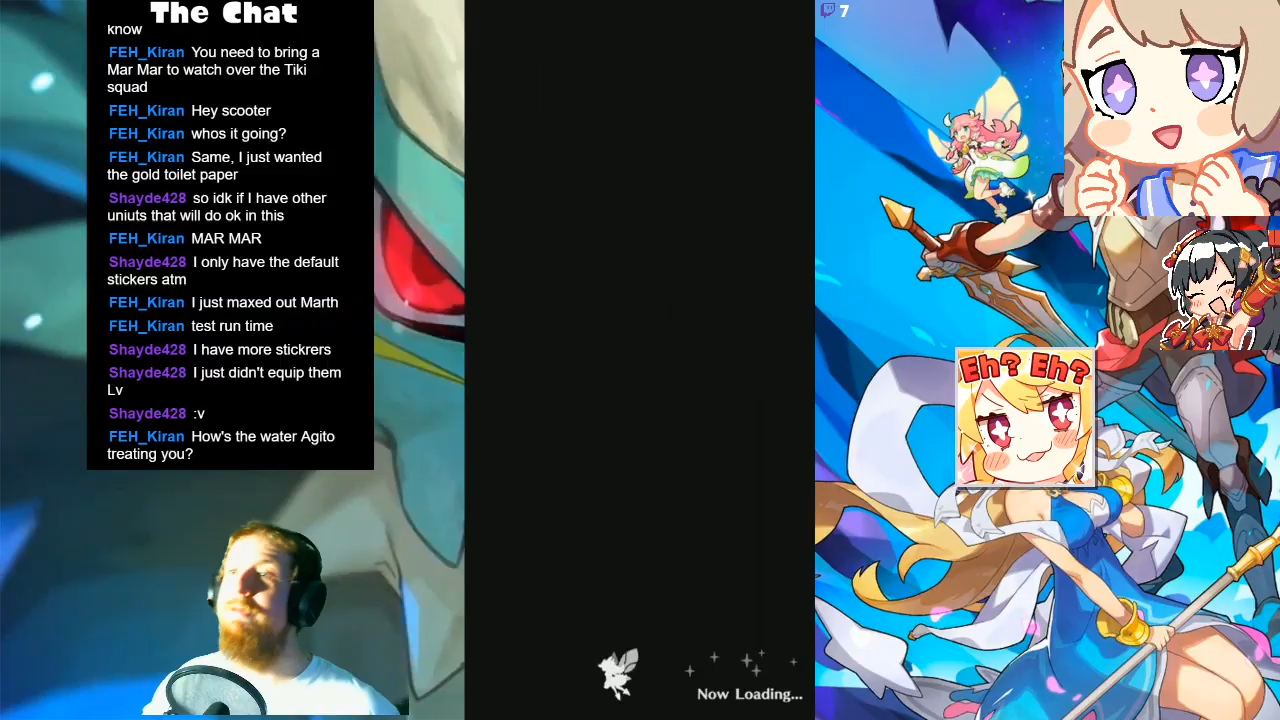 The Chat
know
FEH_Kiran You need to bring a
Mar Mar to watch over the Tiki
squad
FEH_Kiran Hey scooter
FEH_Kiran whos it going?
FEH_Kiran Same, I just wanted
the gold toilet paper
Shayde428 so idk if I have other
uniuts that will do ok in this
FEH_Kiran MAR MAR
Shayde428 I only have the default
stickers atm
FEH_Kiran I just maxed out Marth
FEH_Kiran test run time
Shayde428 I have more stickrers
Shayde428 I just didn't equip them
Lv
Shayde428 :v
FEH_Kiran How's the water Agito
treating you?
Now Loading...
7
Eh? Eh?